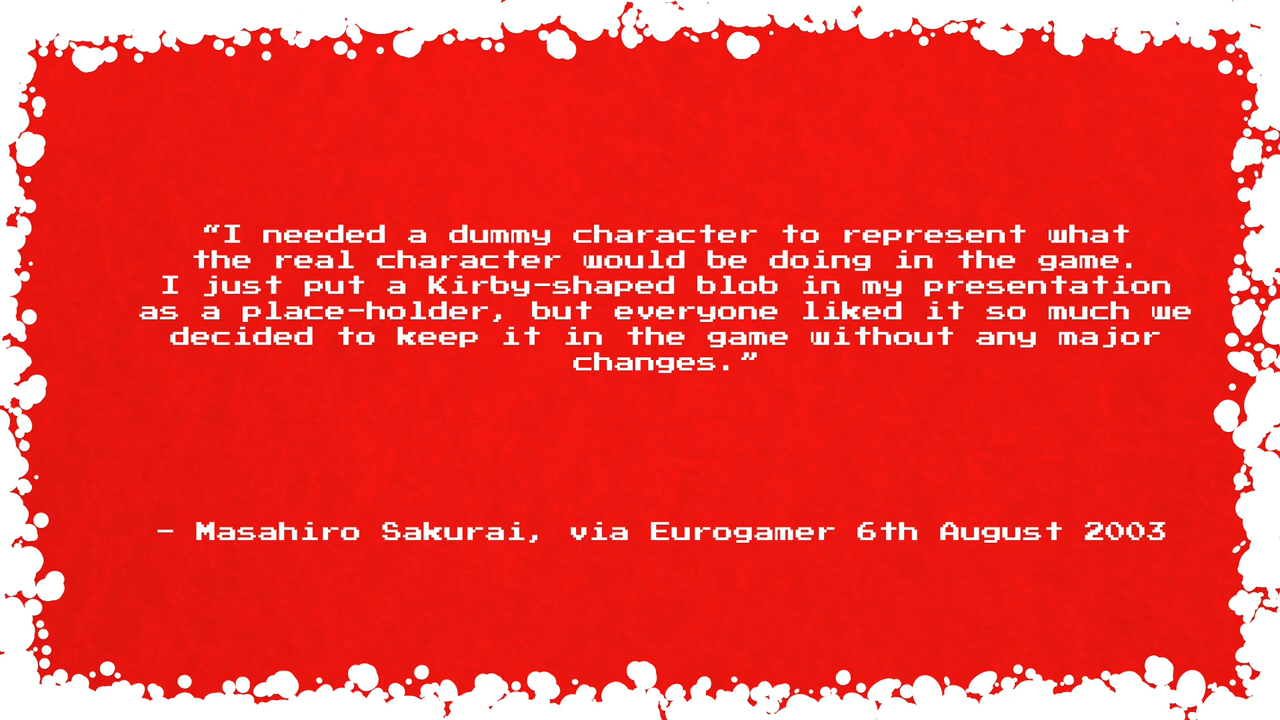 “I needed a dummy character to represent what
the real character would be doing in the game.
I just put a Kirby-shaped blob in my presentation
as a place-holder, but everyone liked it so much we
decided to keep it in the game without any major
changes.”
- Masahiro Sakurai, via Eurogamer 6th August 2003